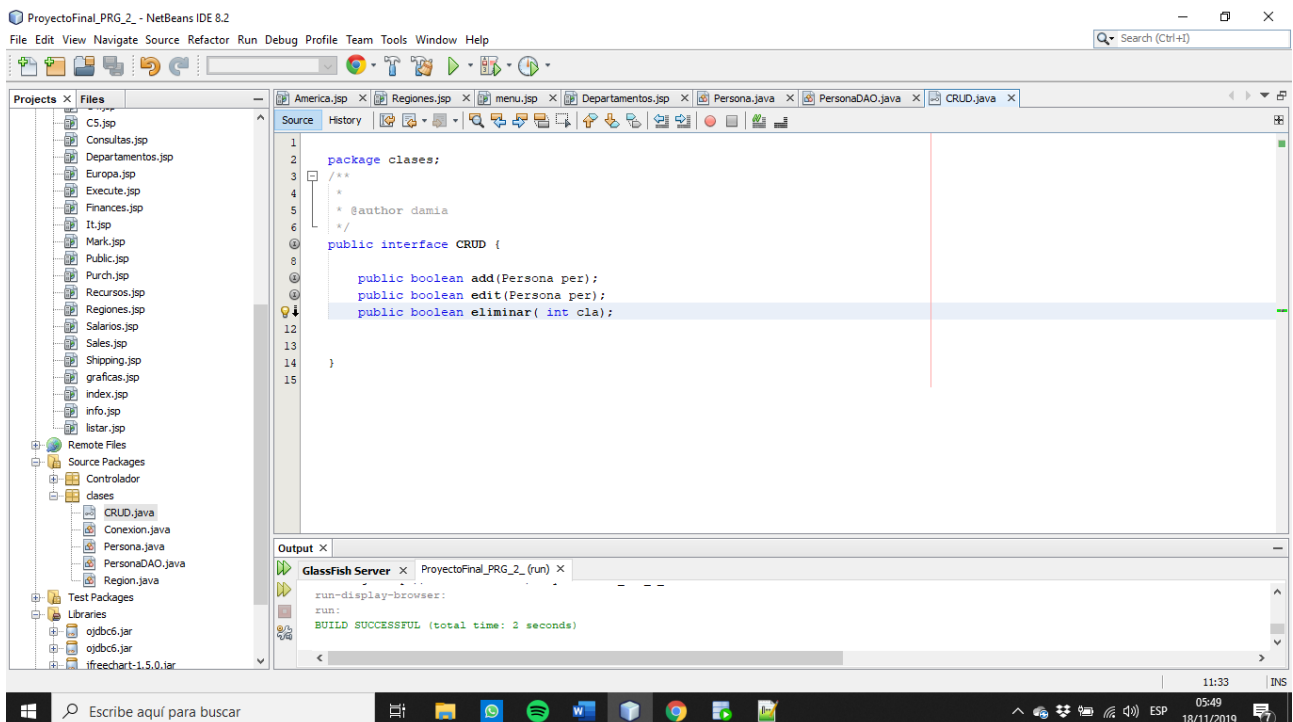 ProyectoFinal_PRG_2_ - NetBeans IDE 8.2
File Edit View Navigate Source Refactor Run Debug Profile Team Tools Window Help
Search (Ctrl+I)
Projects Files
America.jsp Regiones.jsp menu.jsp Departamentos.jsp Persona.java PersonaDAO.java CRUD.java
Source History
C5.jsp
Consultas.jsp
Departamentos.jsp
Europa.jsp
Execute.jsp
Finances.jsp
It.jsp
Mark.jsp
Public.jsp
Purch.jsp
Recursos.jsp
Regiones.jsp
Salarios.jsp
Sales.jsp
Shipping.jsp
graficas.jsp
index.jsp
info.jsp
listar.jsp
Remote Files
Source Packages
Controlador
clases
CRUD.java
Conexion.java
Persona.java
PersonaDAO.java
Region.java
Test Packages
Libraries
ojdbc6.jar
ojdbc6.jar
jfreechart-1.5.0.jar
1
2 package clases;
3 /**
4 *
5 * @author damia
6 */
public interface CRUD {
8
public boolean add(Persona per);
public boolean edit(Persona per);
public boolean eliminar( int cla);
12
13
14 }
15
Output
GlassFish Server ProyectoFinal_PRG_2_ (run)
run-display-browser:
run:
BUILD SUCCESSFUL (total time: 2 seconds)
11:33 INS
Escribe aquí para buscar
ESP
05:49
18/11/2019